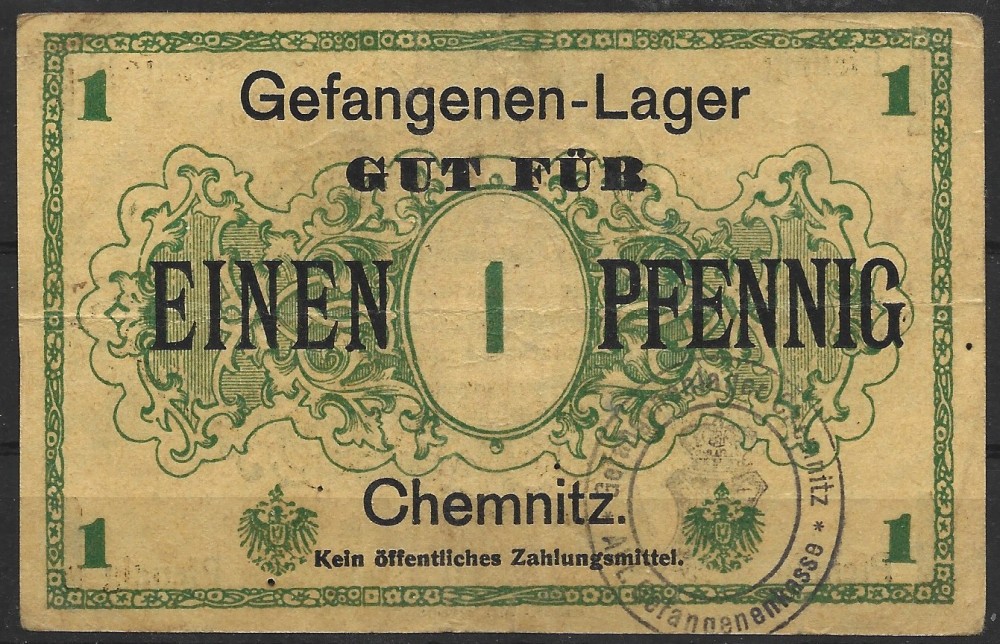 1 Gefangenen-Lager 1
GUT FÜR
EINEN 1 PFENNIG
Chemnitz.
1 Kein öffentliches Zahlungsmittel. 1
Gefangenenkasse *